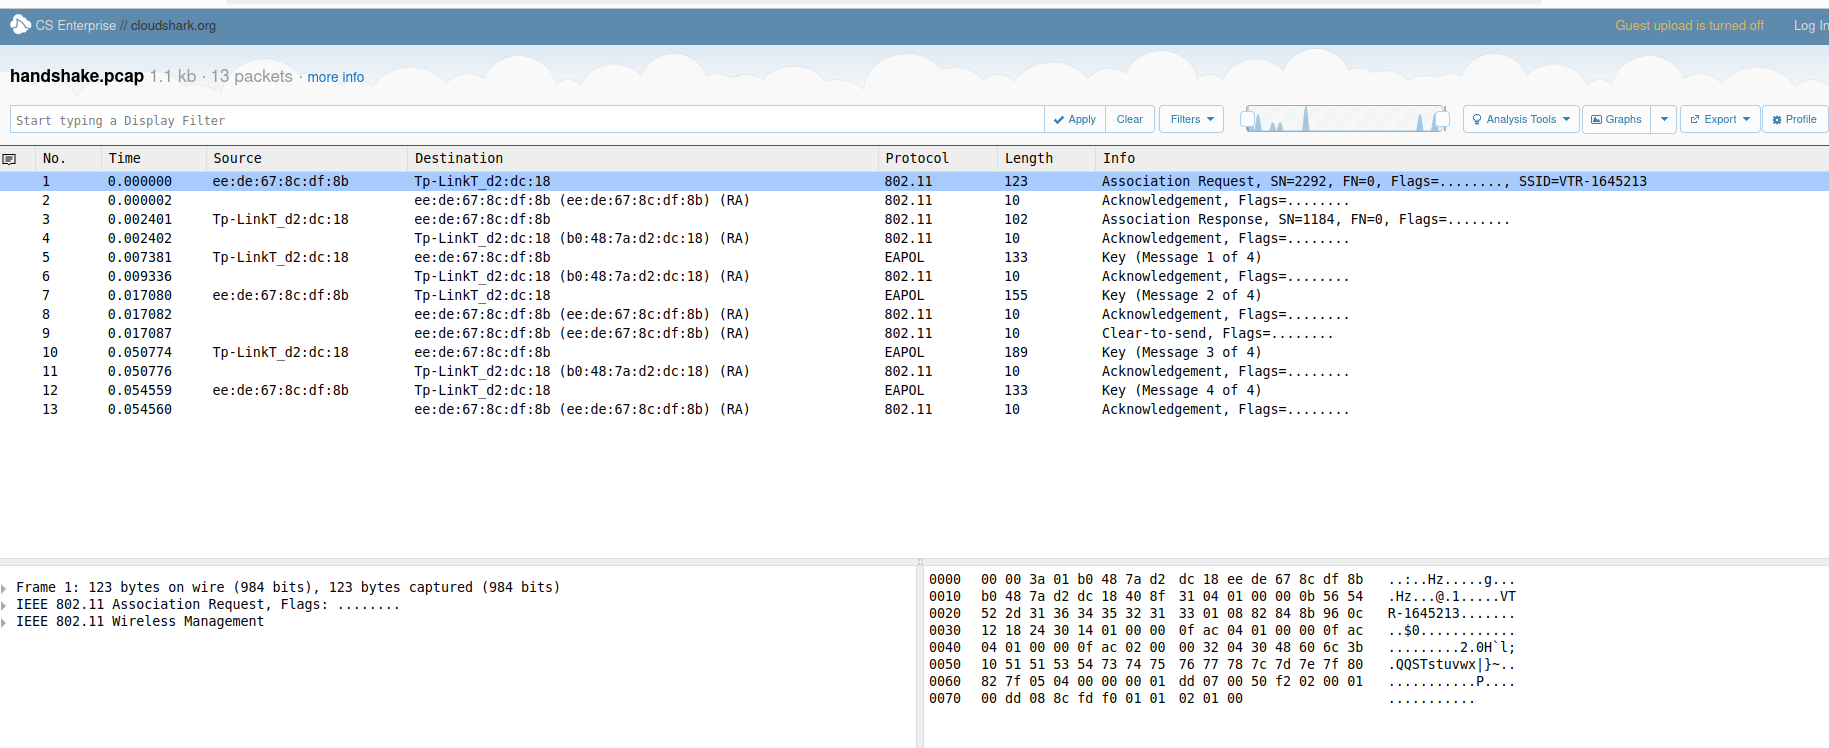 CS Enterprise // cloudshark.org Guest upload is turned off Log In
handshake.pcap 1.1 kb · 13 packets · more info
Start typing a Display Filter Apply Clear Filters Analysis Tools Graphs Export Profile
No. Time Source Destination Protocol Length Info
1 0.000000 ee:de:67:8c:df:8b Tp-LinkT_d2:dc:18 802.11 123 Association Request, SN=2292, FN=0, Flags=........, SSID=VTR-1645213
2 0.000002 ee:de:67:8c:df:8b (ee:de:67:8c:df:8b) (RA) 802.11 10 Acknowledgement, Flags=........
3 0.002401 Tp-LinkT_d2:dc:18 ee:de:67:8c:df:8b 802.11 102 Association Response, SN=1184, FN=0, Flags=........
4 0.002402 Tp-LinkT_d2:dc:18 (b0:48:7a:d2:dc:18) (RA) 802.11 10 Acknowledgement, Flags=........
5 0.007381 Tp-LinkT_d2:dc:18 ee:de:67:8c:df:8b EAPOL 133 Key (Message 1 of 4)
6 0.009336 Tp-LinkT_d2:dc:18 (b0:48:7a:d2:dc:18) (RA) 802.11 10 Acknowledgement, Flags=........
7 0.017080 ee:de:67:8c:df:8b Tp-LinkT_d2:dc:18 EAPOL 155 Key (Message 2 of 4)
8 0.017082 ee:de:67:8c:df:8b (ee:de:67:8c:df:8b) (RA) 802.11 10 Acknowledgement, Flags=........
9 0.017087 ee:de:67:8c:df:8b (ee:de:67:8c:df:8b) (RA) 802.11 10 Clear-to-send, Flags=........
10 0.050774 Tp-LinkT_d2:dc:18 ee:de:67:8c:df:8b EAPOL 189 Key (Message 3 of 4)
11 0.050776 Tp-LinkT_d2:dc:18 (b0:48:7a:d2:dc:18) (RA) 802.11 10 Acknowledgement, Flags=........
12 0.054559 ee:de:67:8c:df:8b Tp-LinkT_d2:dc:18 EAPOL 133 Key (Message 4 of 4)
13 0.054560 ee:de:67:8c:df:8b (ee:de:67:8c:df:8b) (RA) 802.11 10 Acknowledgement, Flags=........
Frame 1: 123 bytes on wire (984 bits), 123 bytes captured (984 bits)
IEEE 802.11 Association Request, Flags: ........
IEEE 802.11 Wireless Management
0000 00 00 3a 01 b0 48 7a d2 dc 18 ee de 67 8c df 8b ..:..Hz.....g...
0010 b0 48 7a d2 dc 18 40 8f 31 04 01 00 00 0b 56 54 .Hz...@.1.....VT
0020 52 2d 31 36 34 35 32 31 33 01 08 82 84 8b 96 0c R-1645213.......
0030 12 18 24 30 14 01 00 00 0f ac 04 01 00 00 0f ac ..$0............
0040 04 01 00 00 0f ac 02 00 00 32 04 30 48 60 6c 3b .........2.0H`l;
0050 10 51 51 53 54 73 74 75 76 77 78 7c 7d 7e 7f 80 .QQSTstuvwx|}~..
0060 82 7f 05 04 00 00 00 01 dd 07 00 50 f2 02 00 01 ...........P....
0070 00 dd 08 8c fd f0 01 01 02 01 00 ...........